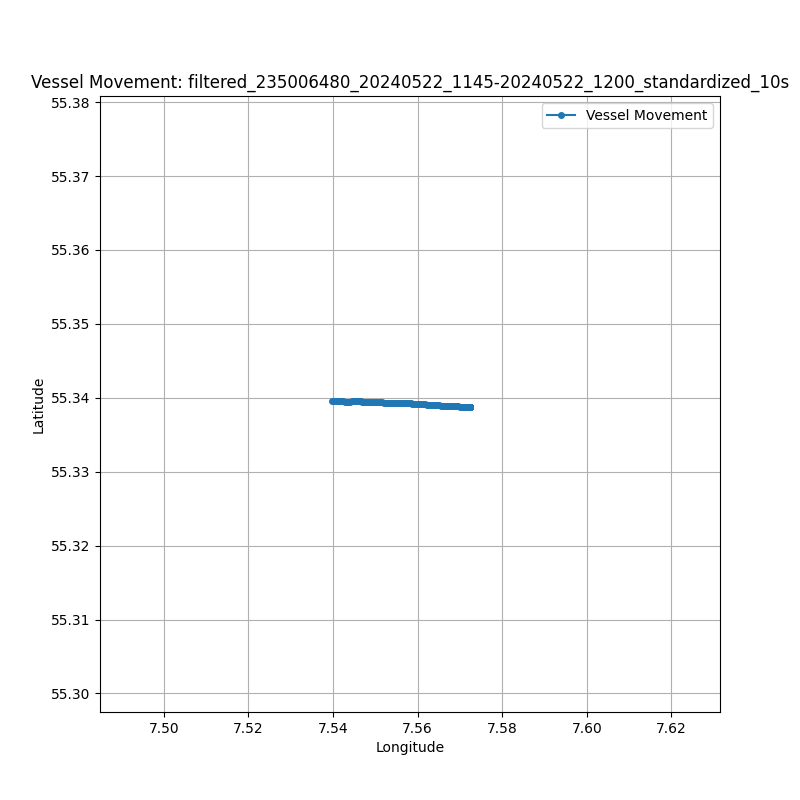 Vessel Movement: filtered_235006480_20240522_1145-20240522_1200_standardized_10s
Vessel Movement
55.38
55.37
55.36
55.35
55.34
55.33
55.32
55.31
55.30
Latitude
7.50 7.52 7.54 7.56 7.58 7.60 7.62
Longitude